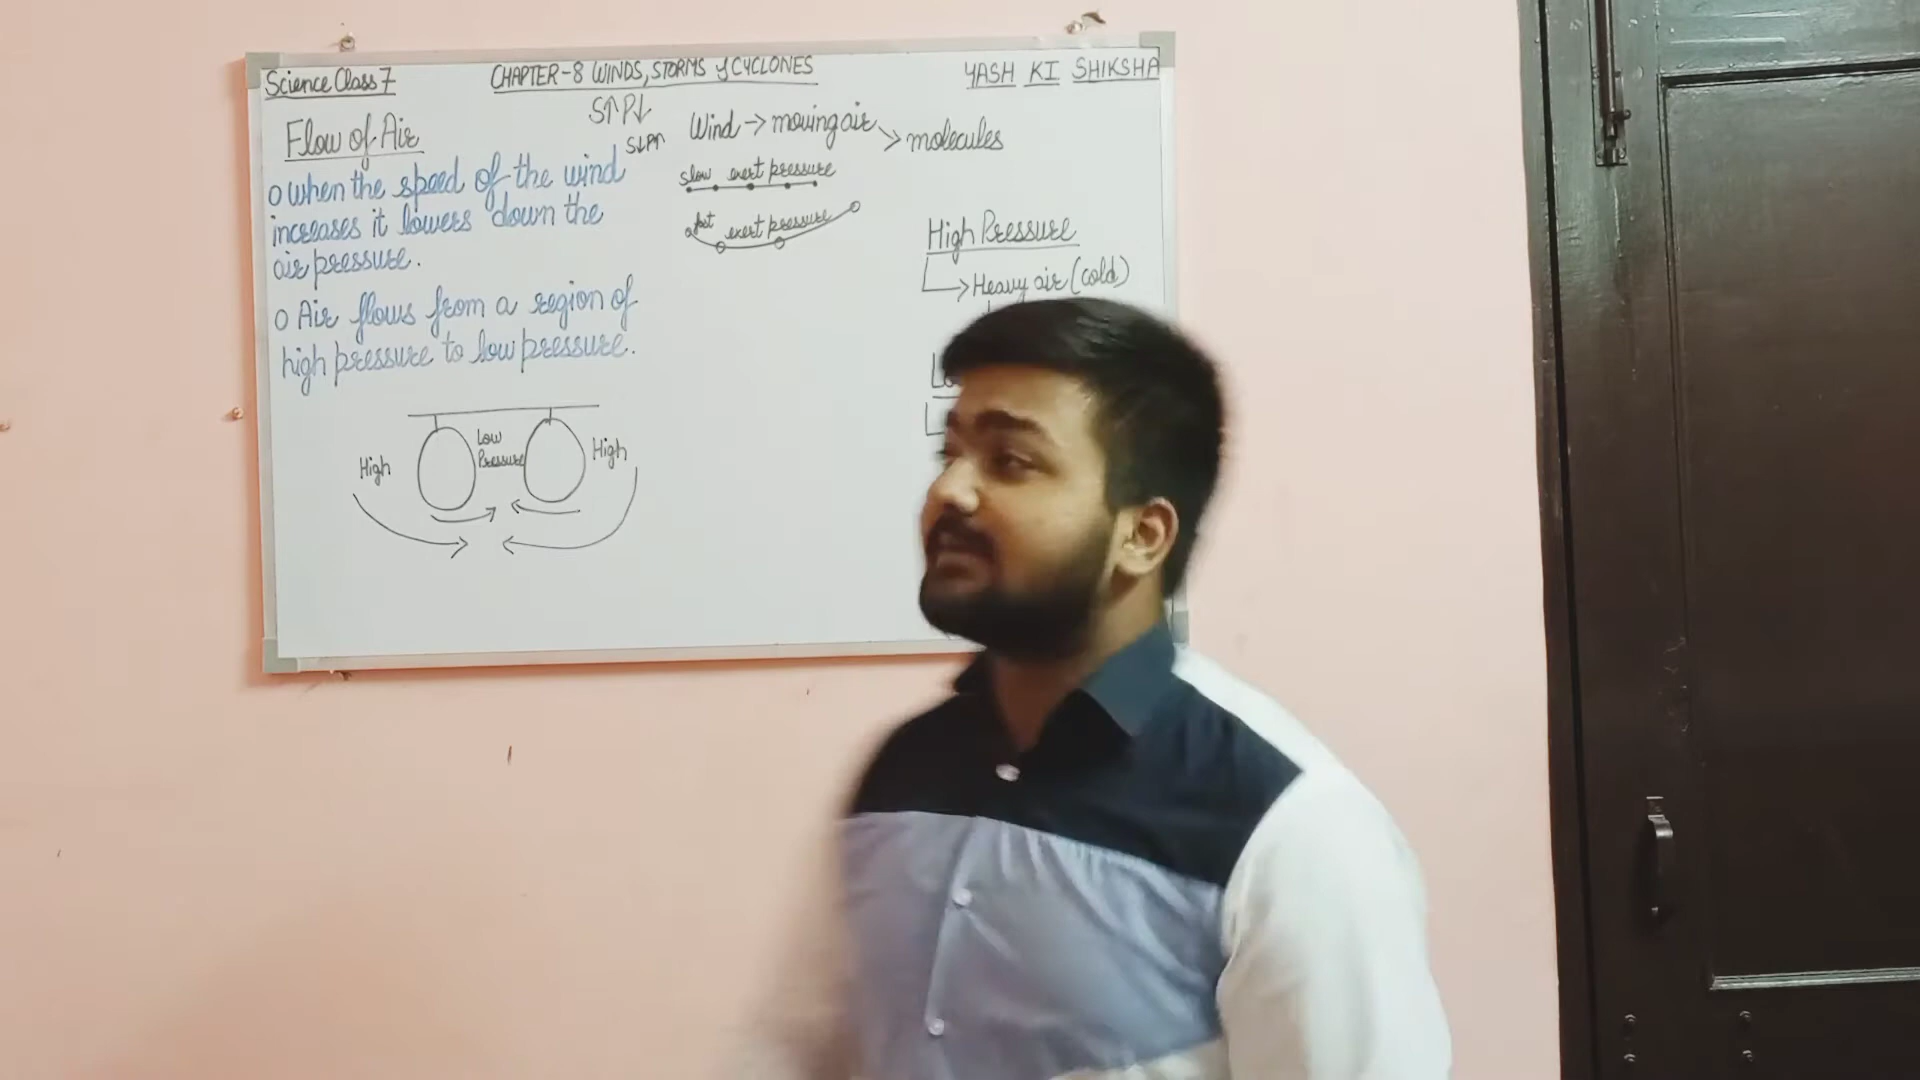 Science Class 7
CHAPTER-8 WINDS, STORMS & CYCLONES
YASH KI SHIKSHA
S↑P↓
S↓P↑
Flow of Air
o When the speed of the wind
increases it lowers down the
air pressure.
o Air flows from a region of
high pressure to low pressure.
High
Low
Pressure
High
Wind → moving air
→ molecules
slow exert pressure
fast exert pressure
High Pressure
→ Heavy air (cold)